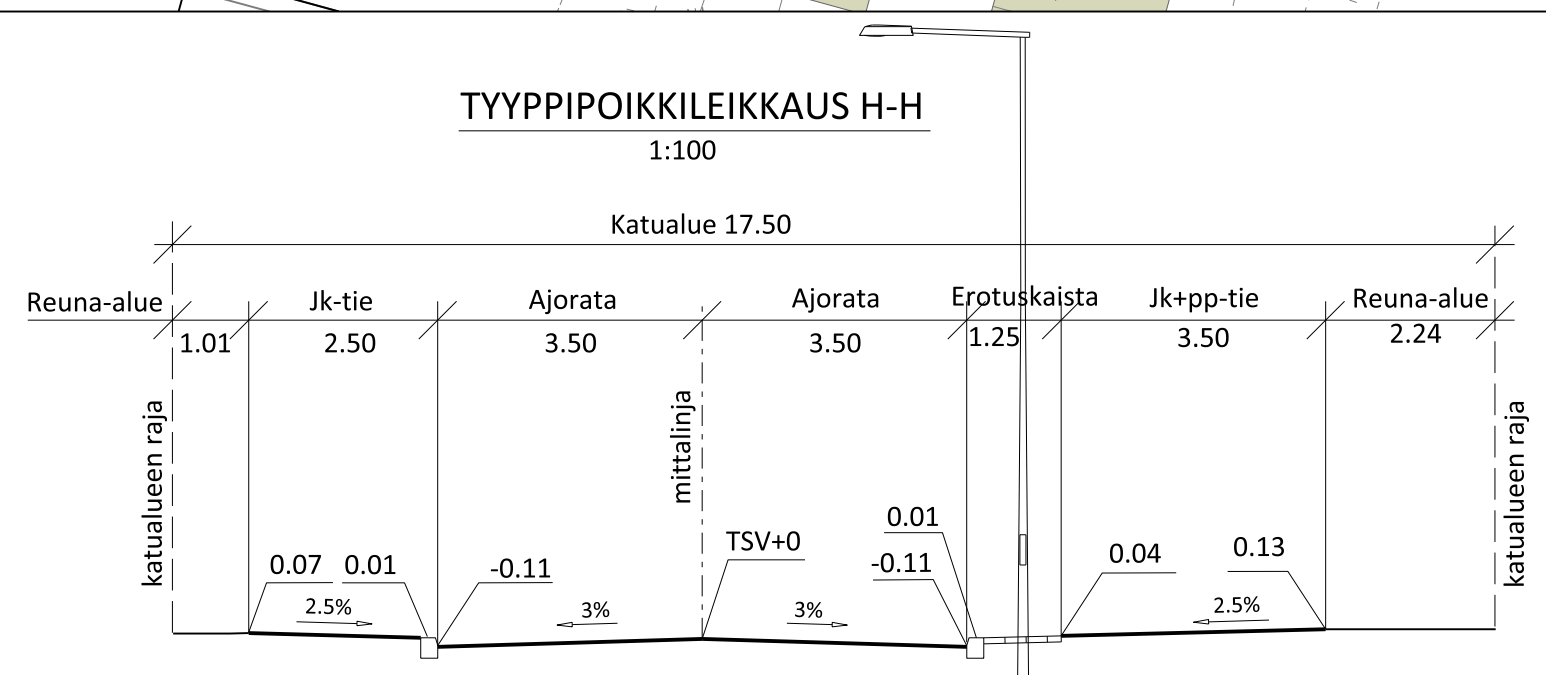 TYYPPIPOIKKILEIKKAUS H-H
1:100
Katualue 17.50
Reuna-alue Jk-tie Ajorata Ajorata Erotuskaista Jk+pp-tie Reuna-alue
1.01 2.50 3.50 3.50 1.25 3.50 2.24
katualueen raja
mittalinja
katualueen raja
0.07 0.01 -0.11 TSV+0 0.01 -0.11 0.04 0.13
2.5% 3% 3% 2.5%